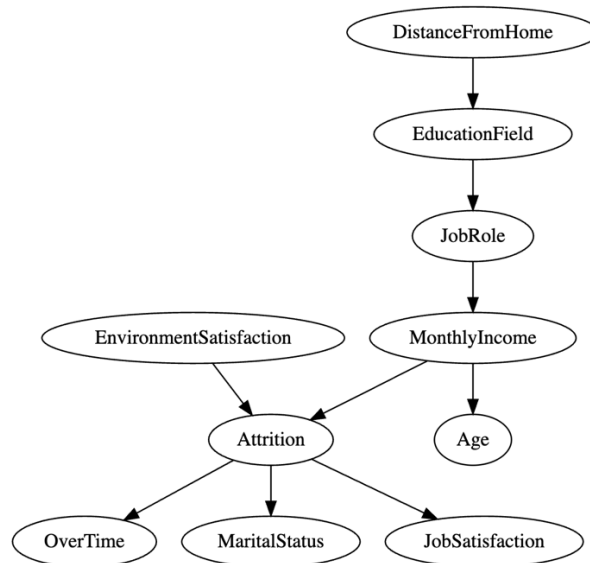 DistanceFromHome
EducationField
JobRole
EnvironmentSatisfaction
MonthlyIncome
Attrition
Age
OverTime
MaritalStatus
JobSatisfaction